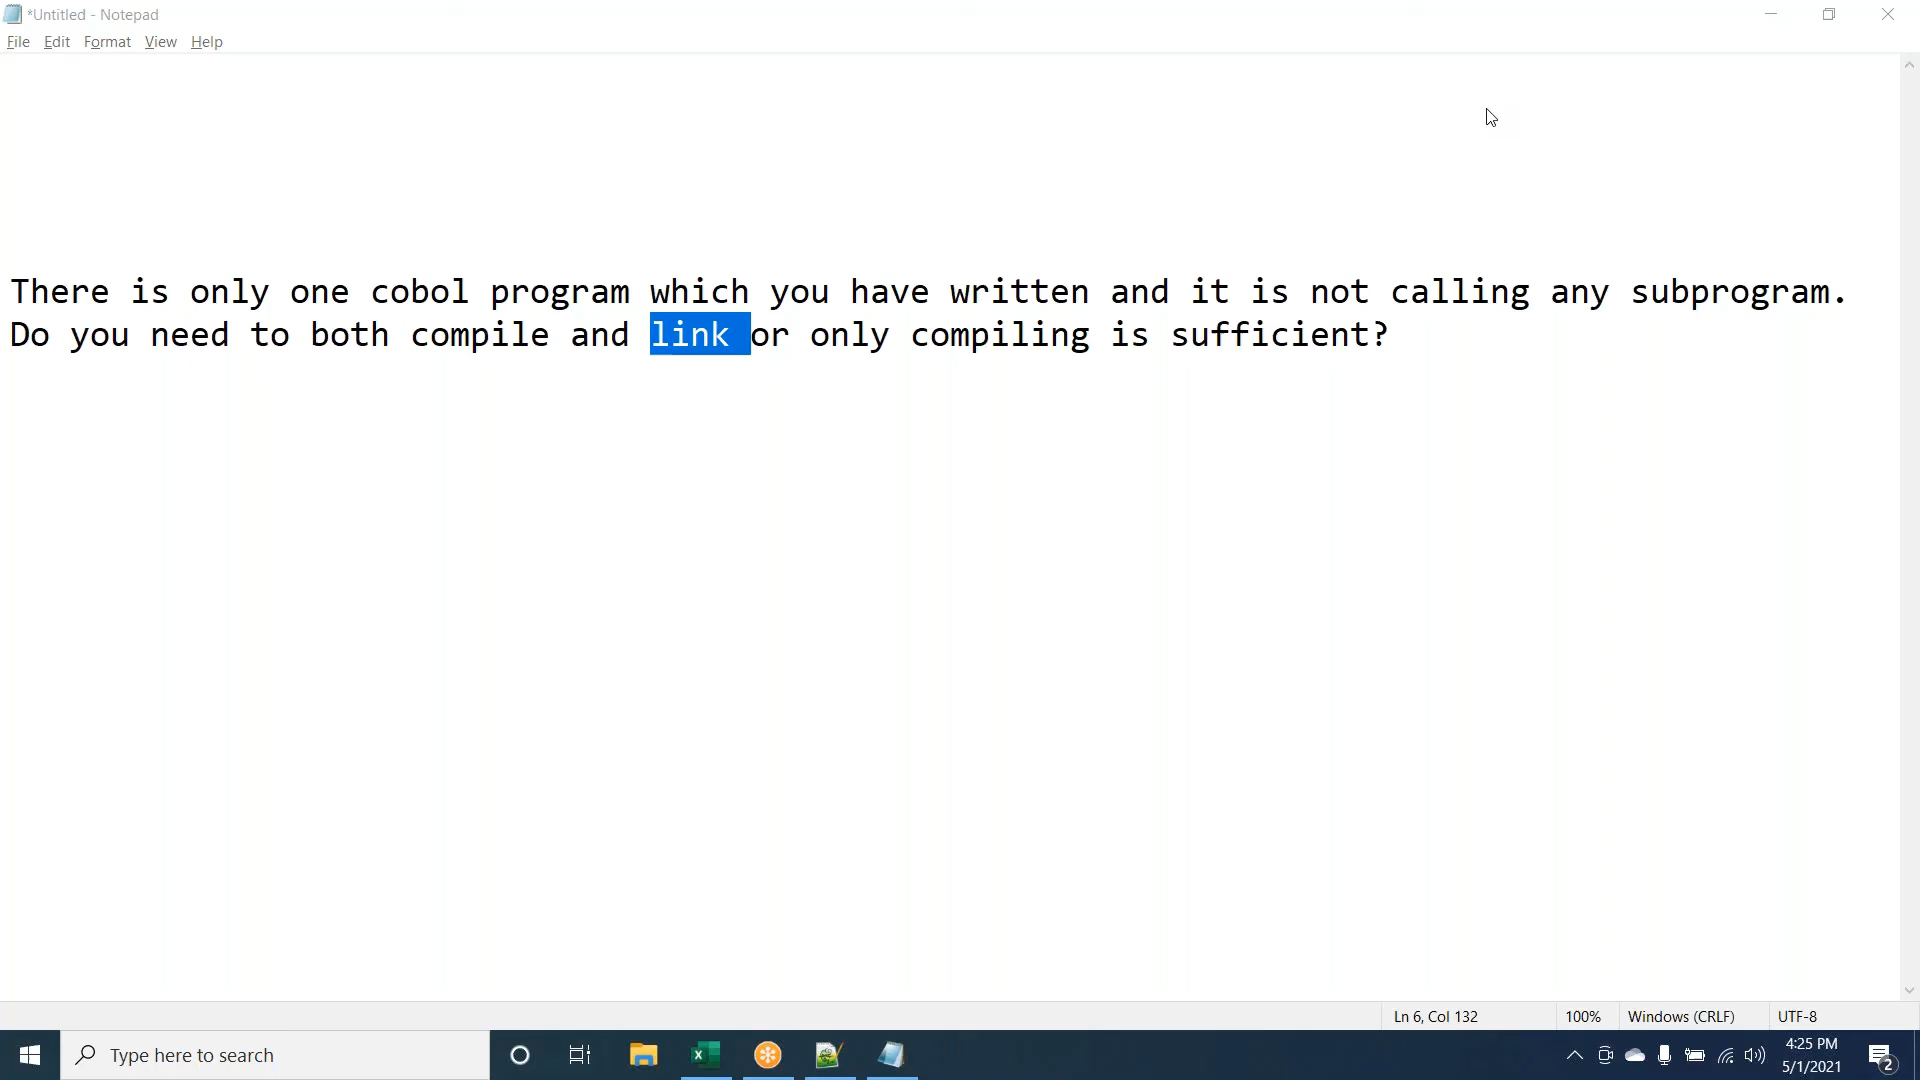 *Untitled - Notepad
File Edit Format View Help
There is only one cobol program which you have written and it is not calling any subprogram.
Do you need to both compile and link or only compiling is sufficient?
Ln 6, Col 132 100% Windows (CRLF) UTF-8
Type here to search
4:25 PM
5/1/2021
2